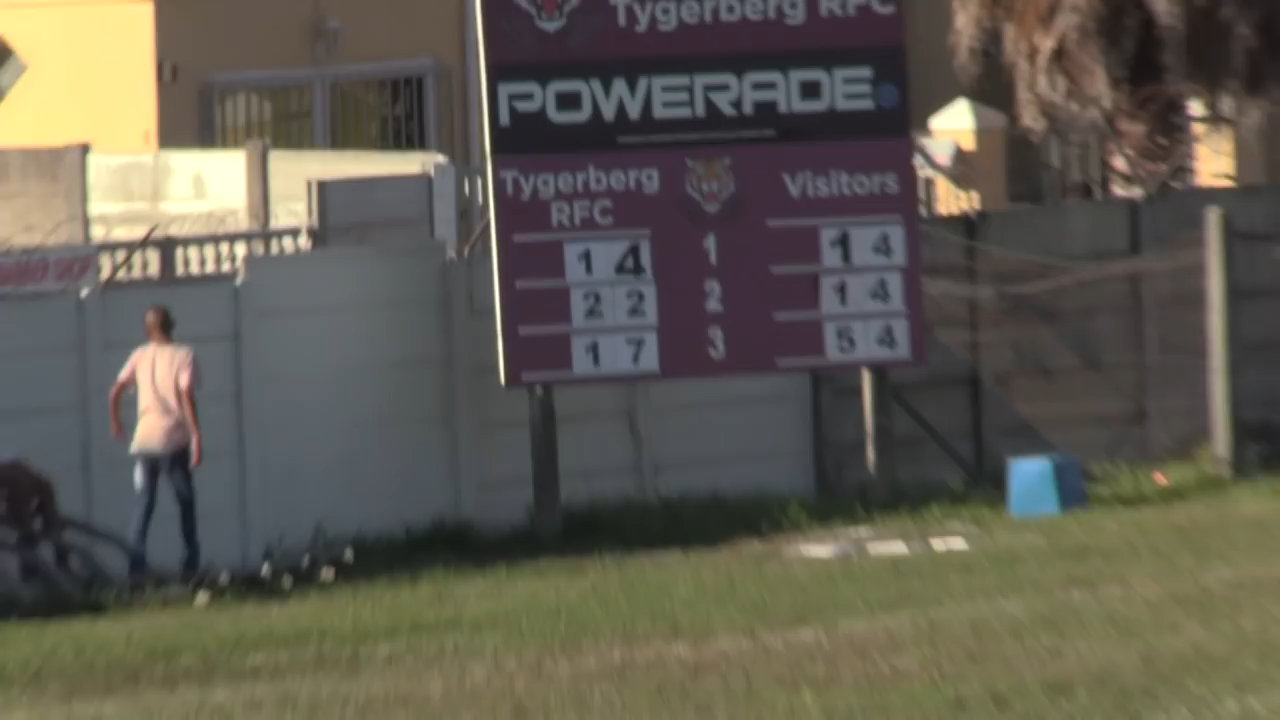 Tygerberg RFC
POWERADE
Tygerberg RFC
Visitors
14 1 14
22 2 14
17 3 54